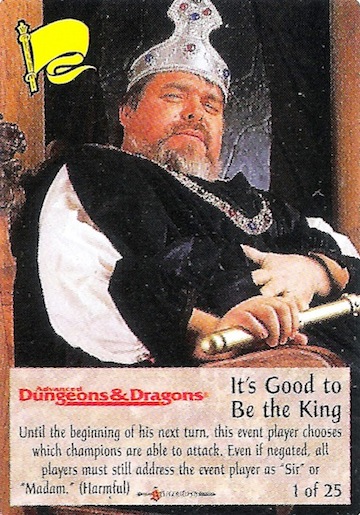 Advanced
Dungeons & Dragons®
It's Good to
Be the King
Until the beginning of his next turn, this event player chooses
which champions are able to attack. Even if negated, all
players must still address the event player as “Sir” or
“Madam.” (Harmful)
1 of 25